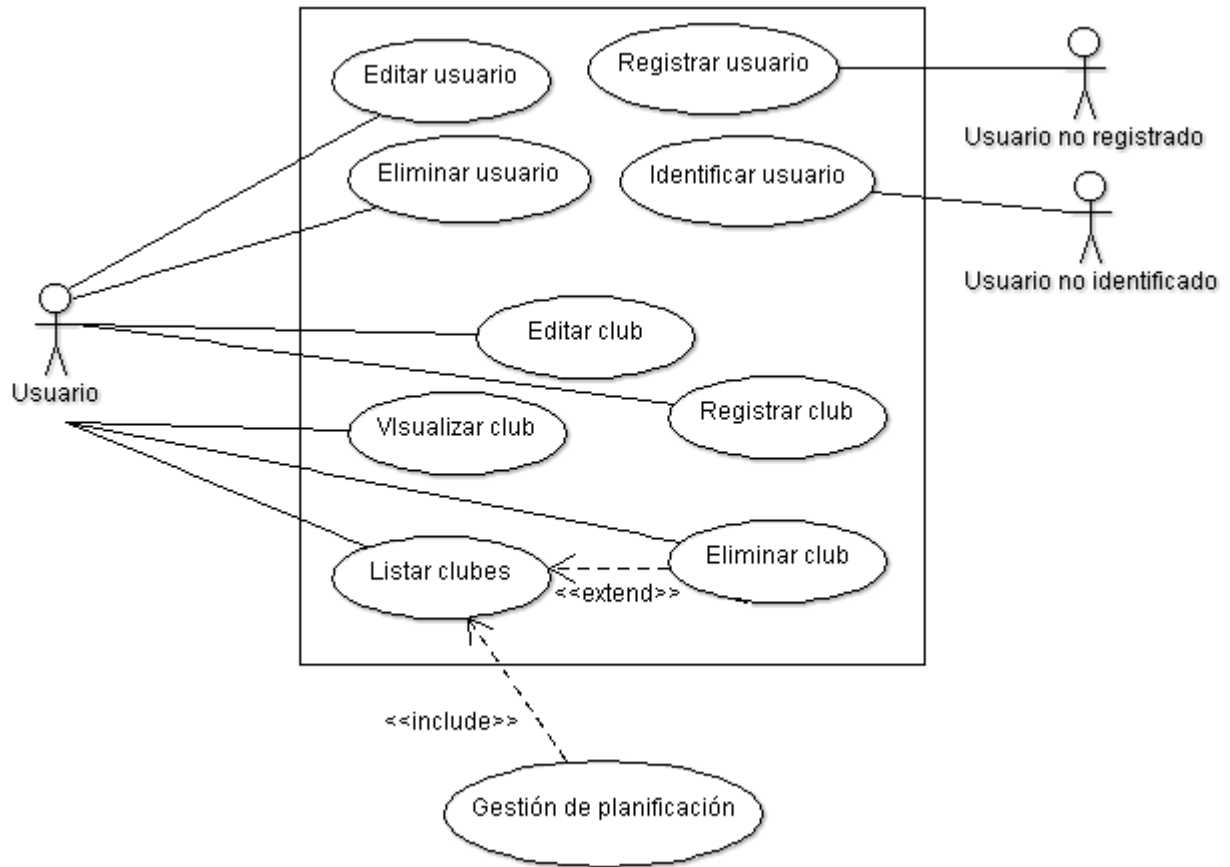 Editar usuario
Registrar usuario
Usuario no registrado
Eliminar usuario
Identificar usuario
Usuario no identificado
Editar club
Usuario
Registrar club
VIsualizar club
Listar clubes
<<extend>>
Eliminar club
<<include>>
Gestión de planificación